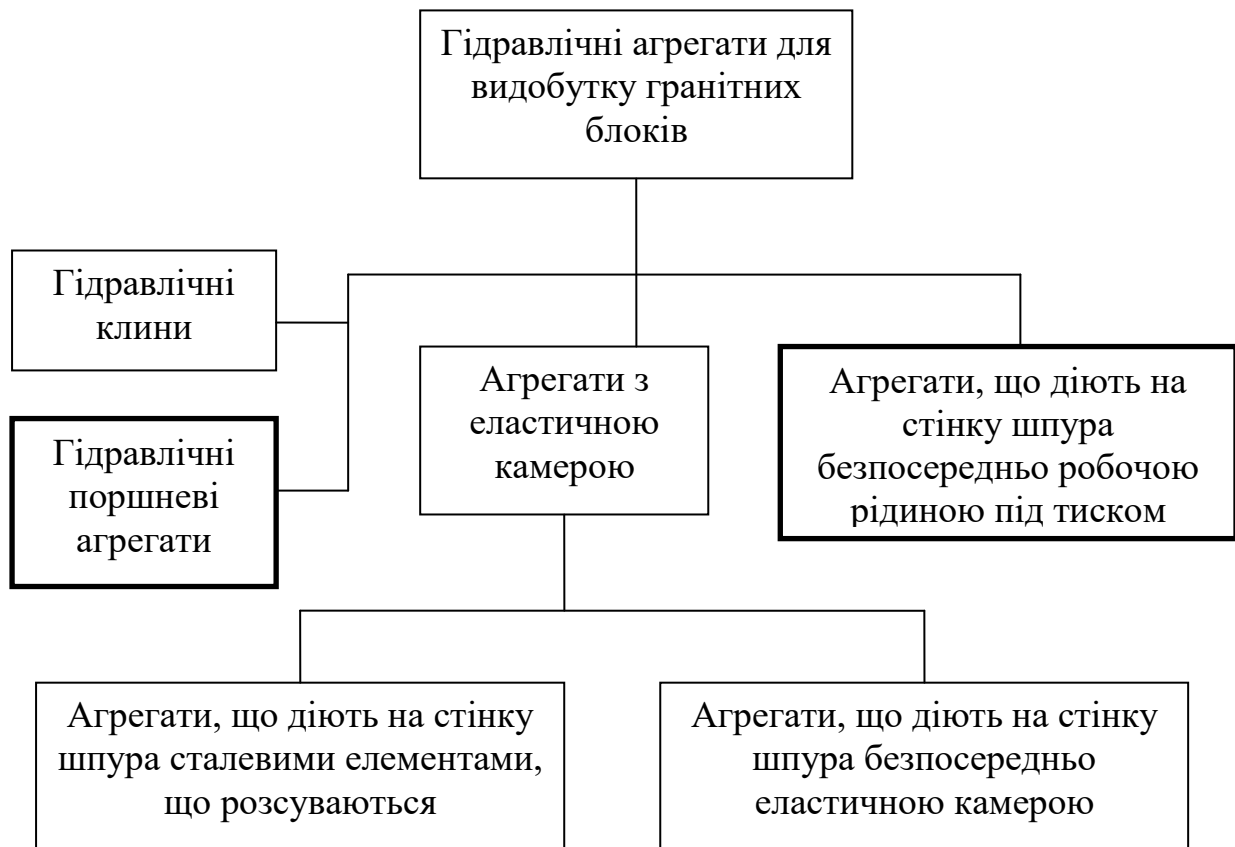 Гідравлічні агрегати для
видобутку гранітних
блоків
Гідравлічні
клини
Гідравлічні
поршневі
агрегати
Агрегати з
еластичною
камерою
Агрегати, що діють на
стінку шпура
безпосередньо робочою
рідиною під тиском
Агрегати, що діють на стінку
шпура сталевими елементами,
що розсуваються
Агрегати, що діють на стінку
шпура безпосередньо
еластичною камерою